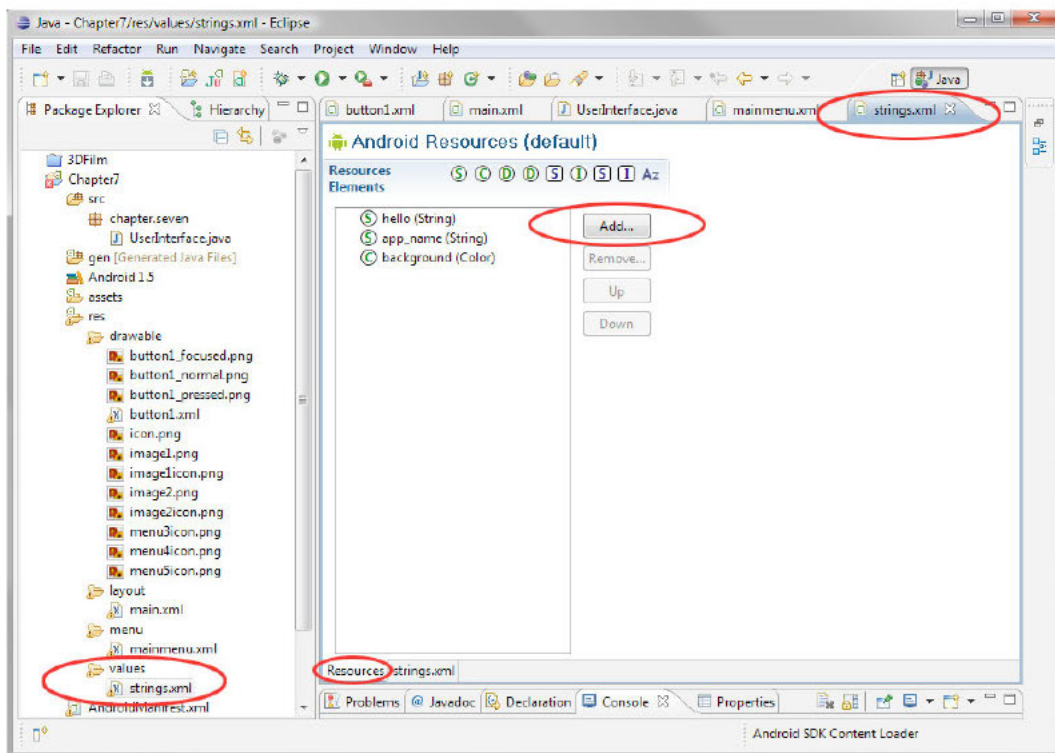 Java - Chapter7/res/values/strings.xml - Eclipse
File Edit Refactor Run Navigate Search Project Window Help
Java
Package Explorer Hierarchy
button1.xml main.xml UserInterface.java mainmenu.xml strings.xml
3DFilm
Chapter7
src
chapter.seven
UserInterface.java
gen [Generated Java Files]
Android 1.5
assets
res
drawable
button1_focused.png
button1_normal.png
button1_pressed.png
button1.xml
icon.png
image1.png
image1icon.png
image2.png
image2icon.png
menu3icon.png
menu4icon.png
menu5icon.png
layout
main.xml
menu
mainmenu.xml
values
strings.xml
AndroidManifest.xml
Android Resources (default)
Resources Elements
S C D D S I S I Az
S hello (String)
S app_name (String)
C background (Color)
Add...
Remove...
Up
Down
Resources strings.xml
Problems @ Javadoc Declaration Console Properties
Android SDK Content Loader